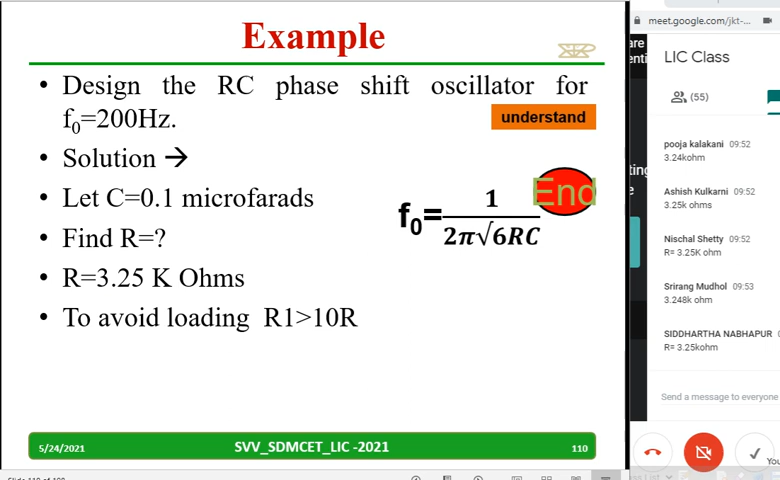 Example
• Design the RC phase shift oscillator for
f0=200Hz.
understand
• Solution →
• Let C=0.1 microfarads
• Find R=?
• R=3.25 K Ohms
• To avoid loading R1>10R
f0= 1
2π√6RC
End
5/24/2021
SVV_SDMCET_LIC -2021
110
meet.google.com/jkt-...
are
enti
LIC Class
(55)
pooja kalakani 09:52
3.24kohm
Ashish Kulkarni 09:52
3.25k ohms
Nischal Shetty 09:52
R= 3.25K ohm
Srirang Mudhol 09:53
3.248k ohm
SIDDHARTHA NABHAPUR
R= 3.25kohm
Send a message to everyone
You